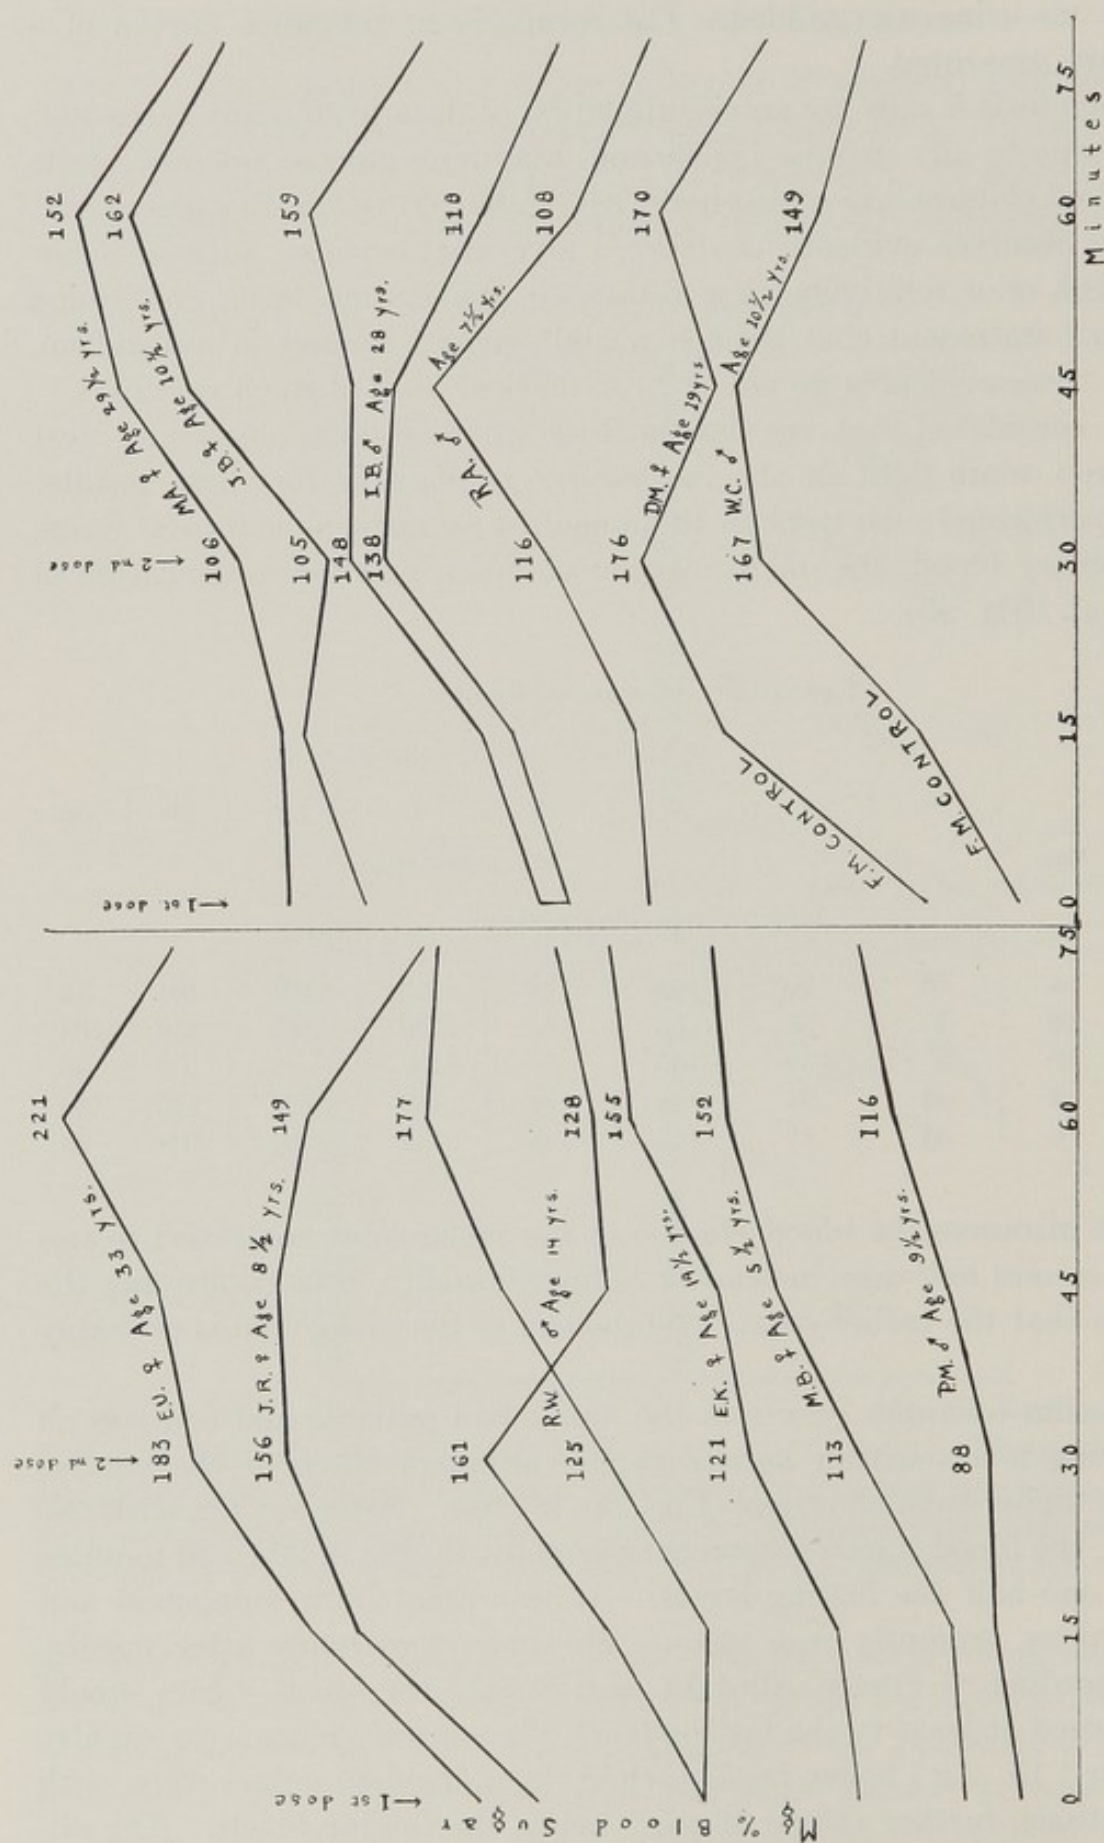 Mg % Blood Sugar
←1st dose
←2nd dose
221
183
E.V. ♀ Age 33 yrs.
156
149
J.R. ♀ Age 8½ yrs.
161
177
125
128
R.W. ♂ Age 14 yrs.
121
155
E.K. ♀ Age 14½ yrs.
113
152
M.B. ♀ Age 5½ yrs.
88
116
P.M. ♂ Age 9½ yrs.
0 15 30 45 60 75
←1st dose
←2nd dose
106
152
M.A. ♀ Age 29½ yrs.
105
162
J.B. ♀ Age 10½ yrs.
148
159
138
118
I.B. ♂ Age 28 yrs.
116
108
R.A. ♂ Age 7½ yrs.
176
170
D.M. ♀ Age 19 yrs
F.M. CONTROL
167
149
W.C. ♂ Age 10½ yrs.
F.M. CONTROL
0 15 30 45 60 75
Minutes